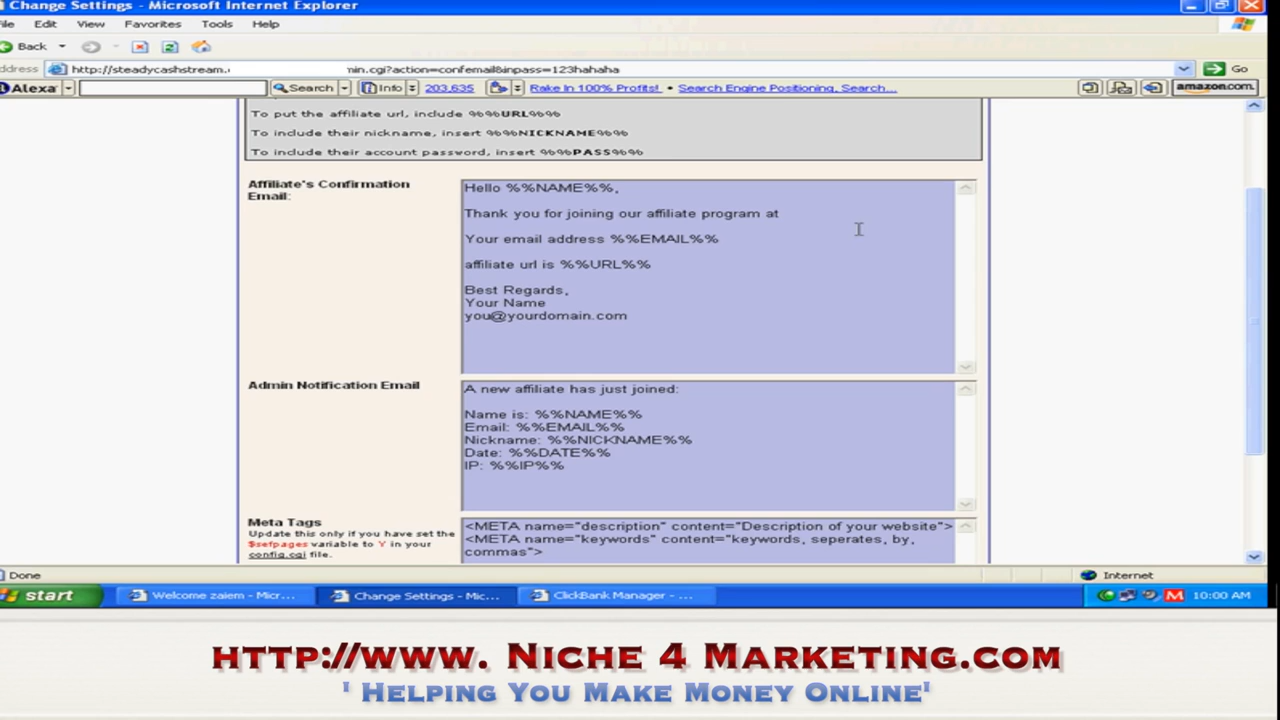 Change Settings - Microsoft Internet Explorer
File Edit View Favorites Tools Help
Back
Address http://steadycashstream. min.cgi?action=confemail&inpass=123hahaha Go
Alexa Search Info 203,635 Rake In 100% Profits! • Search Engine Positioning, Search... amazon.com.
To put the affiliate url, include %%URL%%
To include their nickname, insert %%NICKNAME%%
To include their account password, insert %%PASS%%
Affiliate's Confirmation
Email:
Hello %%NAME%%,
Thank you for joining our affiliate program at
Your email address %%EMAIL%%
affiliate url is %%URL%%
Best Regards,
Your Name
you@yourdomain.com
Admin Notification Email
A new affiliate has just joined:
Name is: %%NAME%%
Email: %%EMAIL%%
Nickname: %%NICKNAME%%
Date: %%DATE%%
IP: %%IP%%
Meta Tags
Update this only if you have set the
$sefpages variable to Y in your
config.cgi file.
<META name="description" content="Description of your website">
<META name="keywords" content="keywords, seperates, by,
commas">
Done Internet
start Welcome zaiem - Micr... Change Settings - Mic... ClickBank Manager - ... 10:00 AM
http://www. Niche 4 Marketing.com
' Helping You Make Money Online'